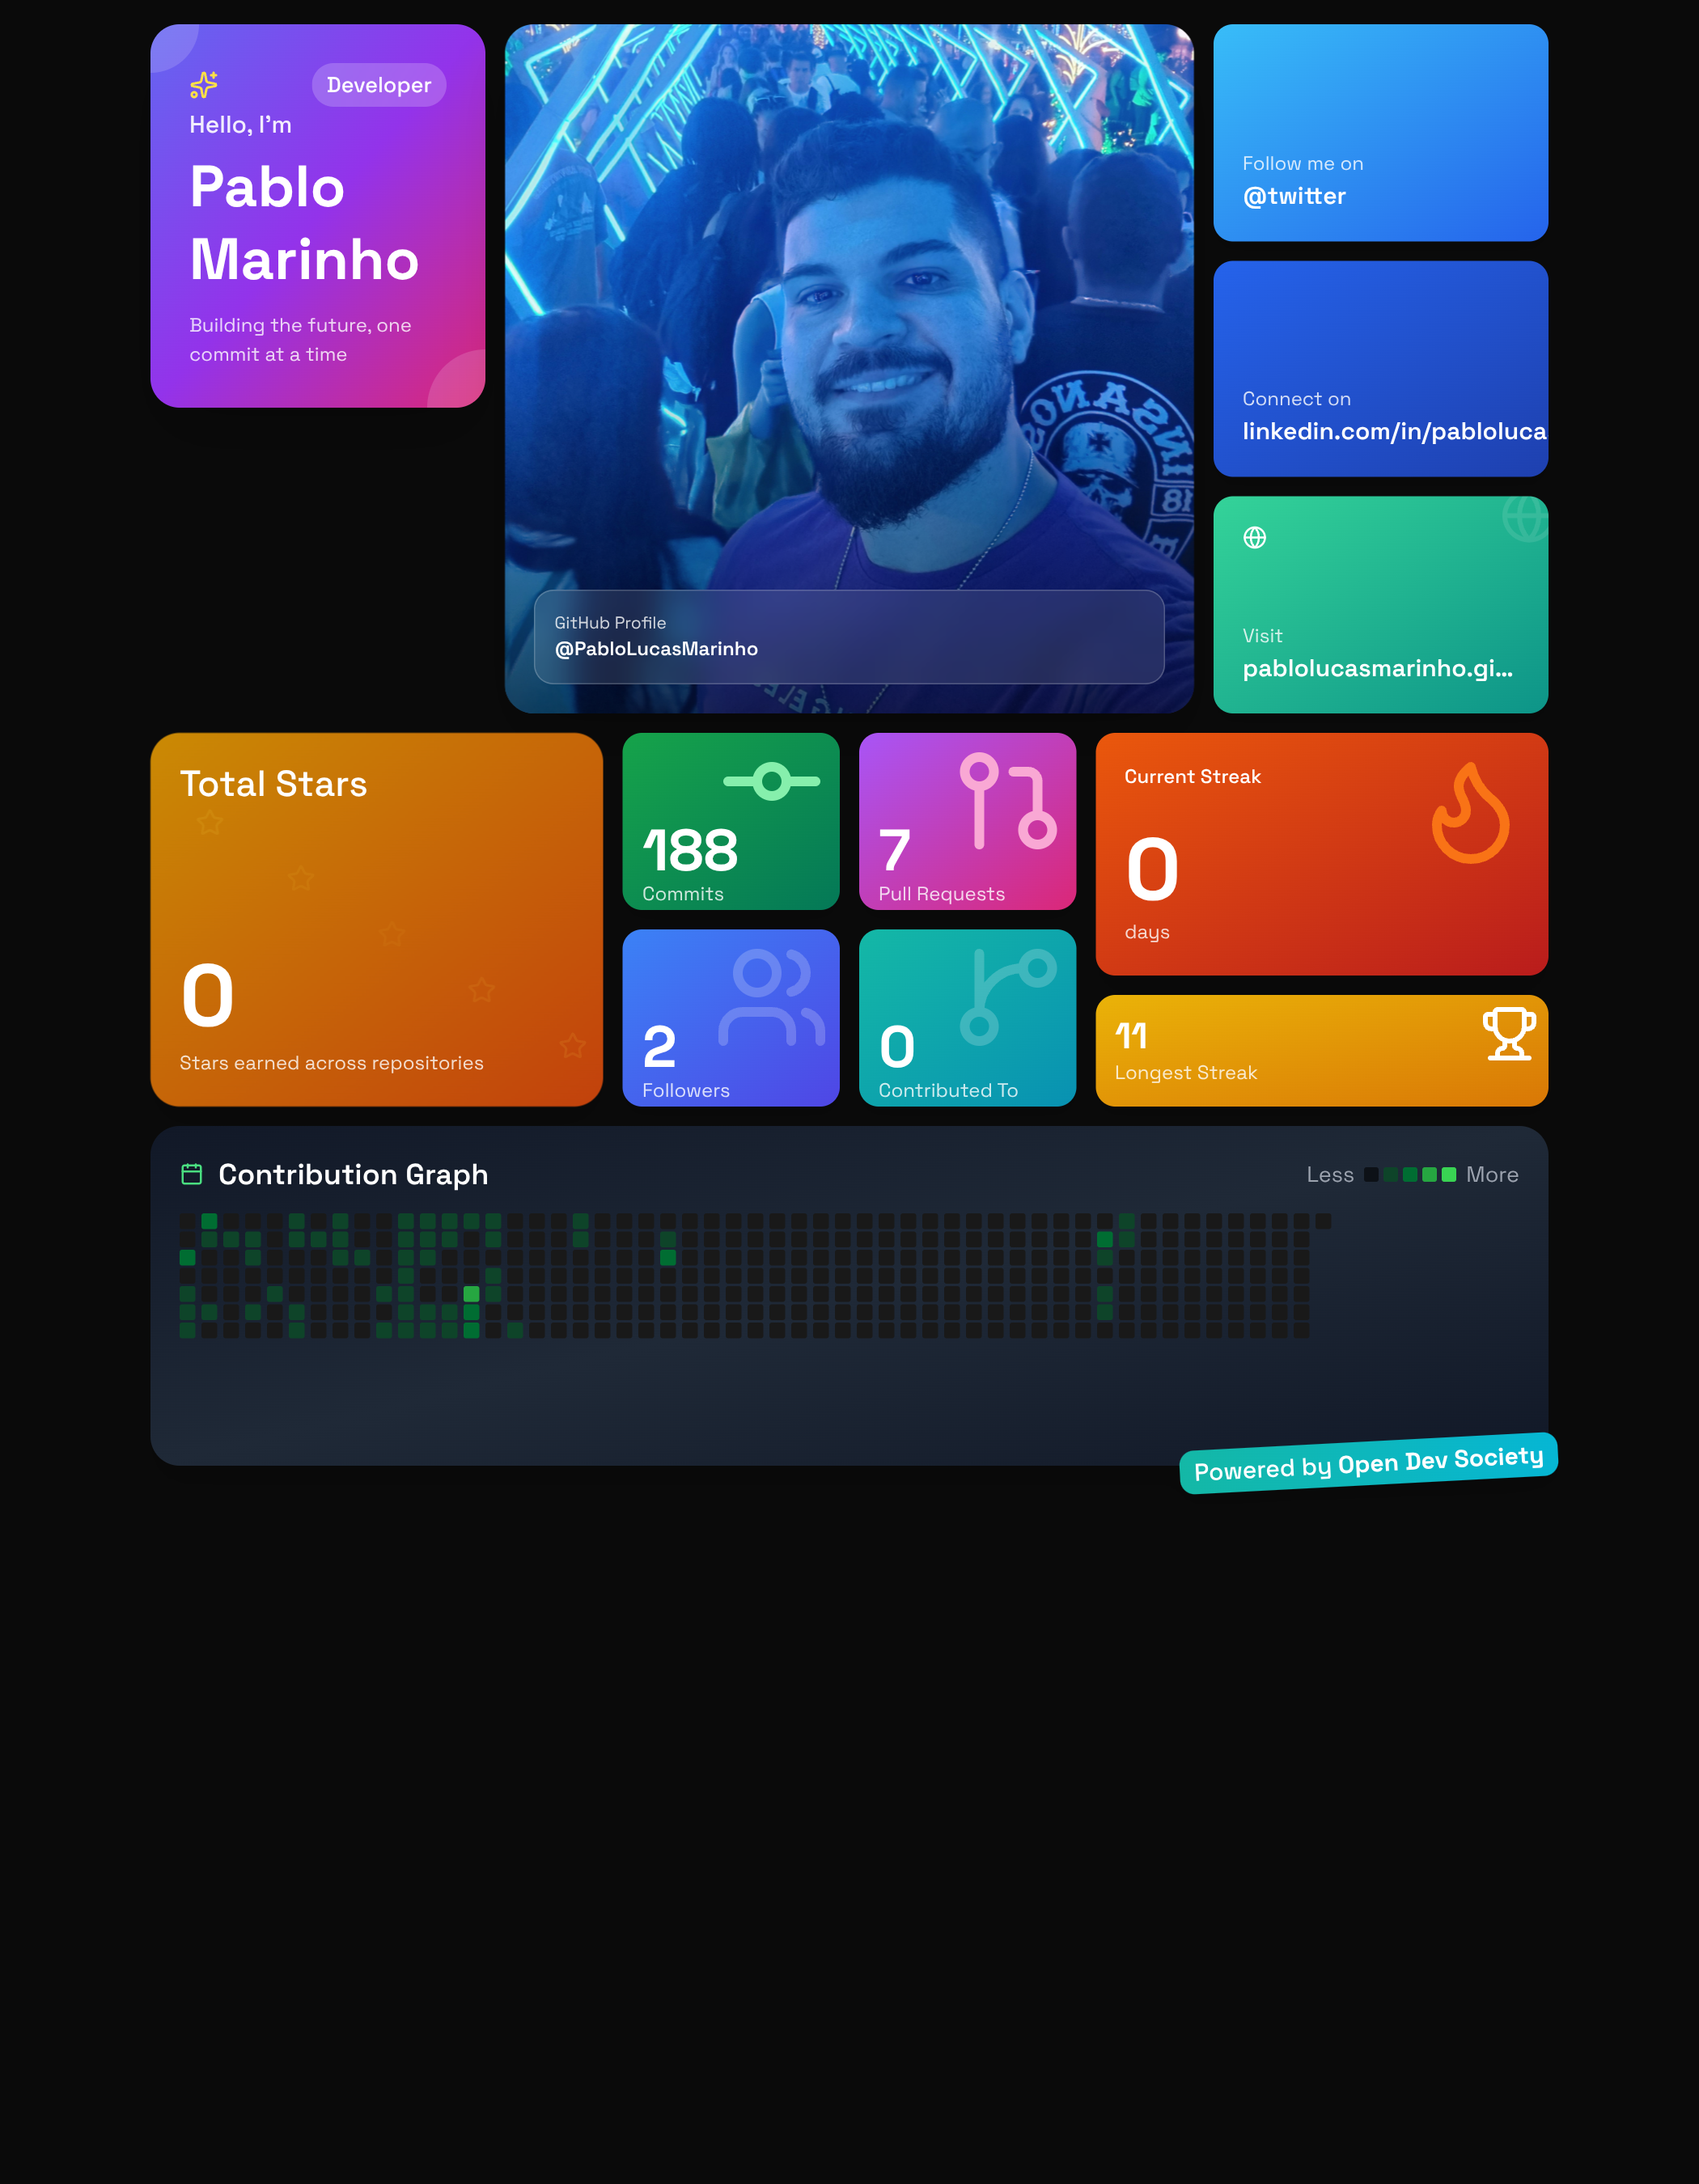 Developer
Hello, I'm
Pablo
Marinho
Building the future, one
commit at a time
GitHub Profile
@PabloLucasMarinho
Follow me on
@twitter
Connect on
linkedin.com/in/pabloluca
Visit
pablolucasmarinho.gi...
Total Stars
0
Stars earned across repositories
188
Commits
7
Pull Requests
2
Followers
0
Contributed To
Current Streak
0
days
11
Longest Streak
Contribution Graph
Less
More
Powered by Open Dev Society